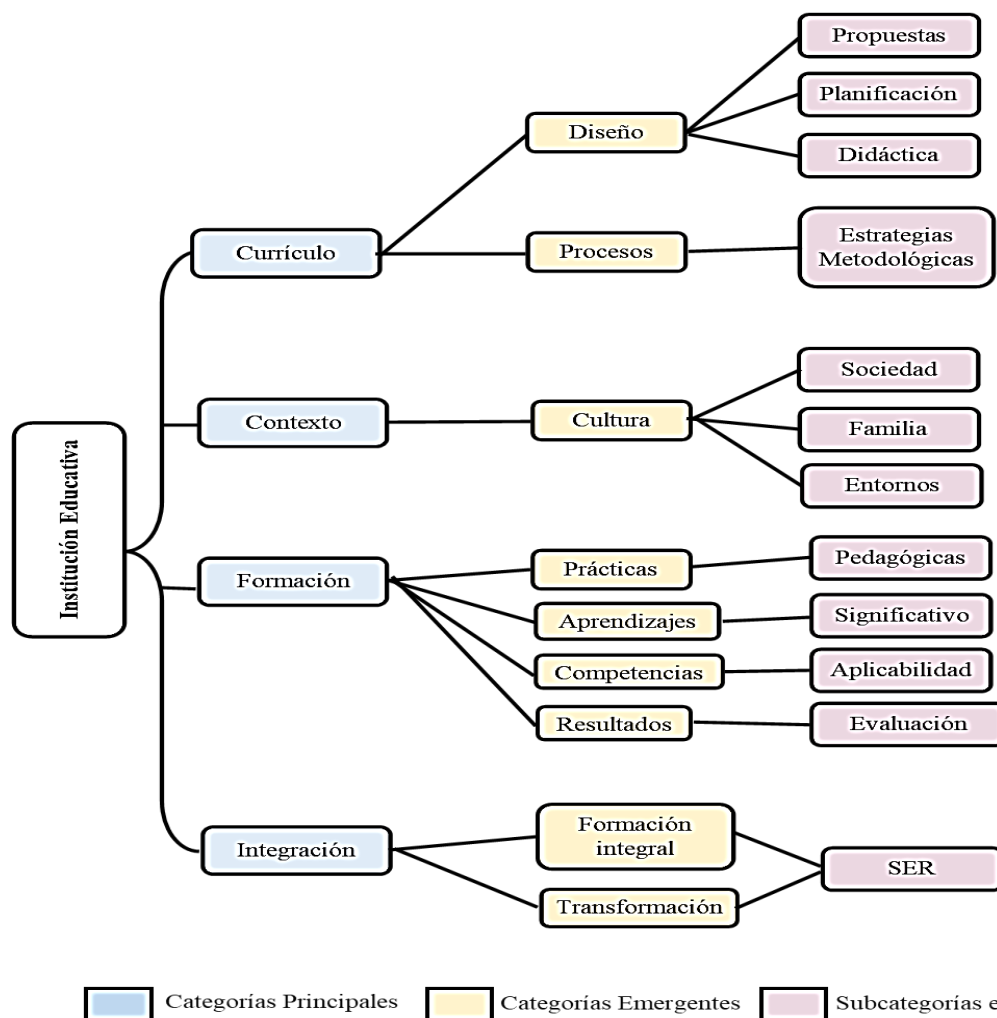 Institución Educativa
Currículo
Diseño
Propuestas
Planificación
Didáctica
Procesos
Estrategias
Metodológicas
Contexto
Cultura
Sociedad
Familia
Entornos
Formación
Prácticas
Pedagógicas
Aprendizajes
Significativo
Competencias
Aplicabilidad
Resultados
Evaluación
Integración
Formación
integral
Transformación
SER
Categorías Principales
Categorías Emergentes
Subcategorías e